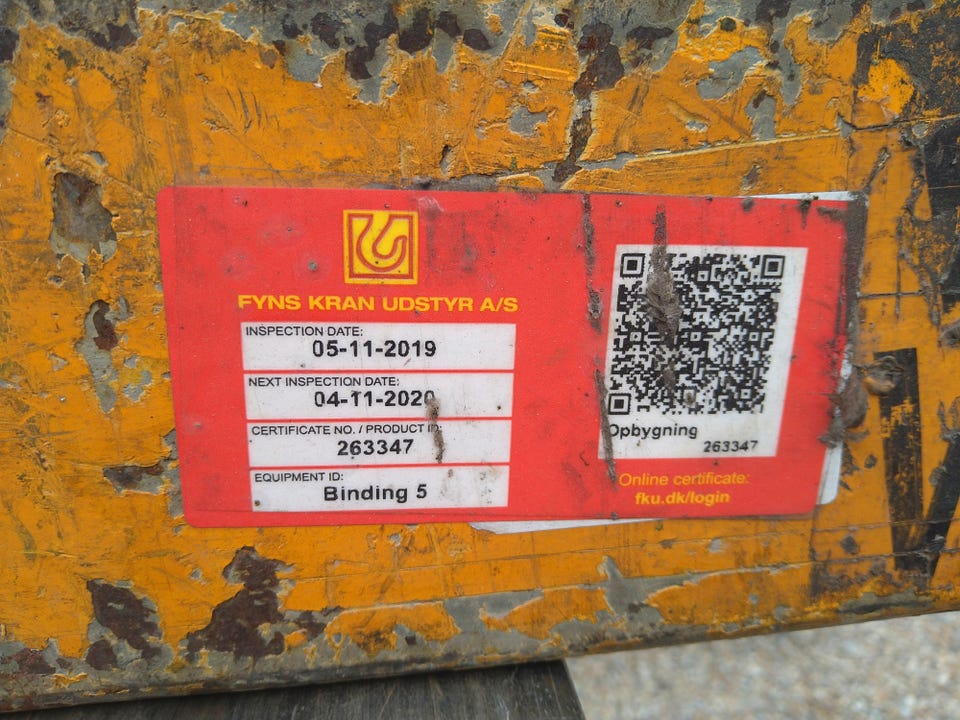 FYNS KRAN UDSTYR A/S
INSPECTION DATE:
05-11-2019
NEXT INSPECTION DATE:
04-11-2020
CERTIFICATE NO. / PRODUCT ID:
263347
EQUIPMENT ID:
Binding 5
Opbygning
263347
Online certificate:
fku.dk/login